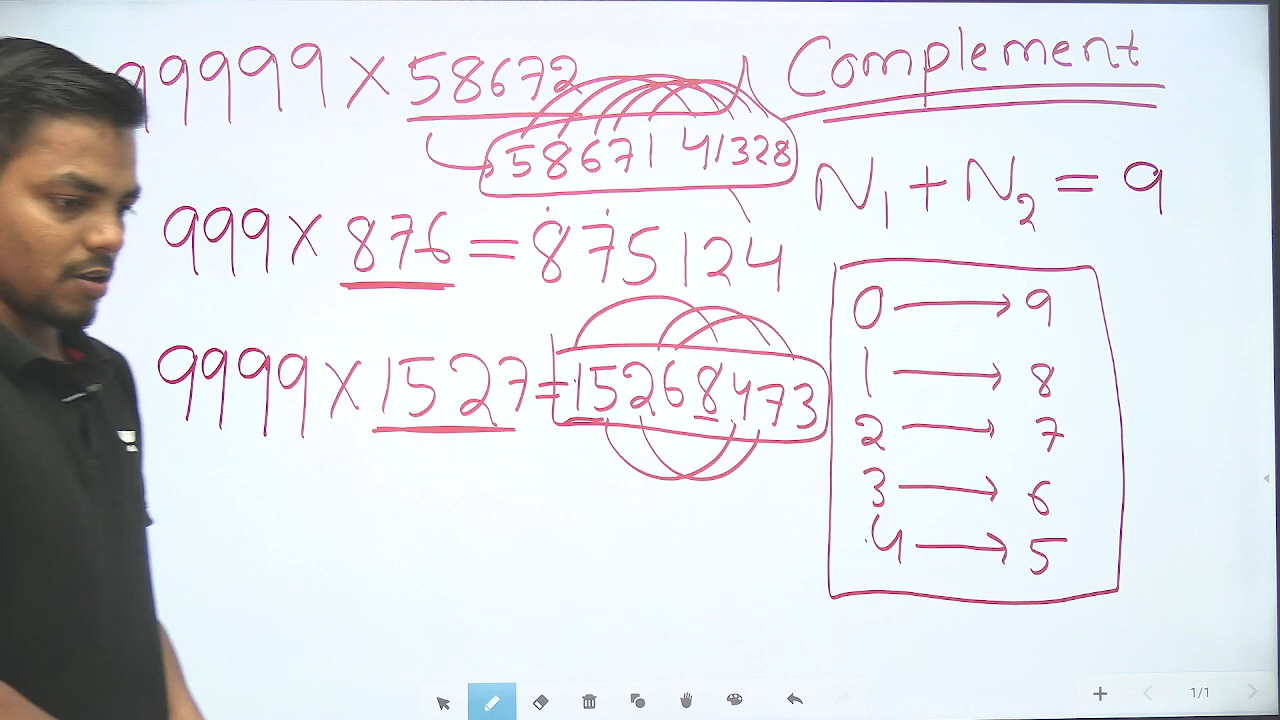 99999 × 58672
58671 41328
999 × 876 = 875124
9999 × 1527 = 15268473
Complement
N₁ + N₂ = 9
0 → 9
1 → 8
2 → 7
3 → 6
4 → 5
1/1